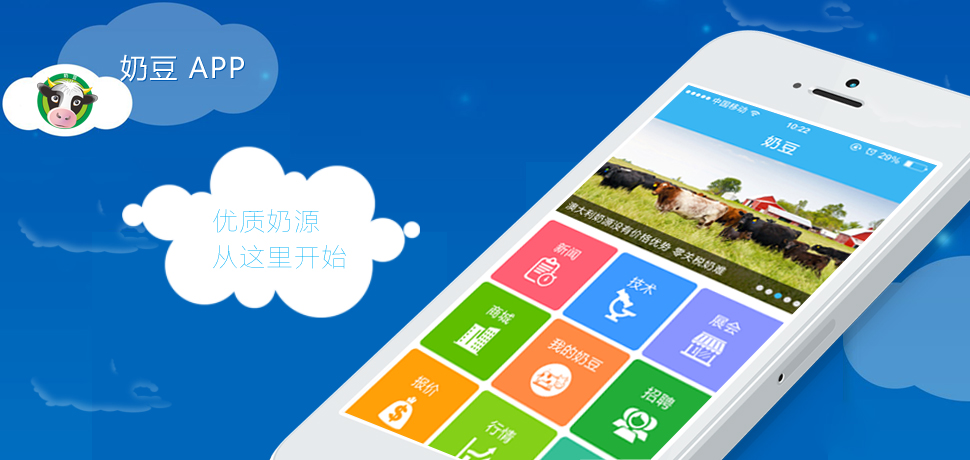 奶豆 APP
优质奶源
从这里开始
中国移动
10:22
29%
奶豆
澳大利奶源没有价格优势 零关税奶难
新闻
技术
展会
商城
我的奶豆
招聘
报价
行情